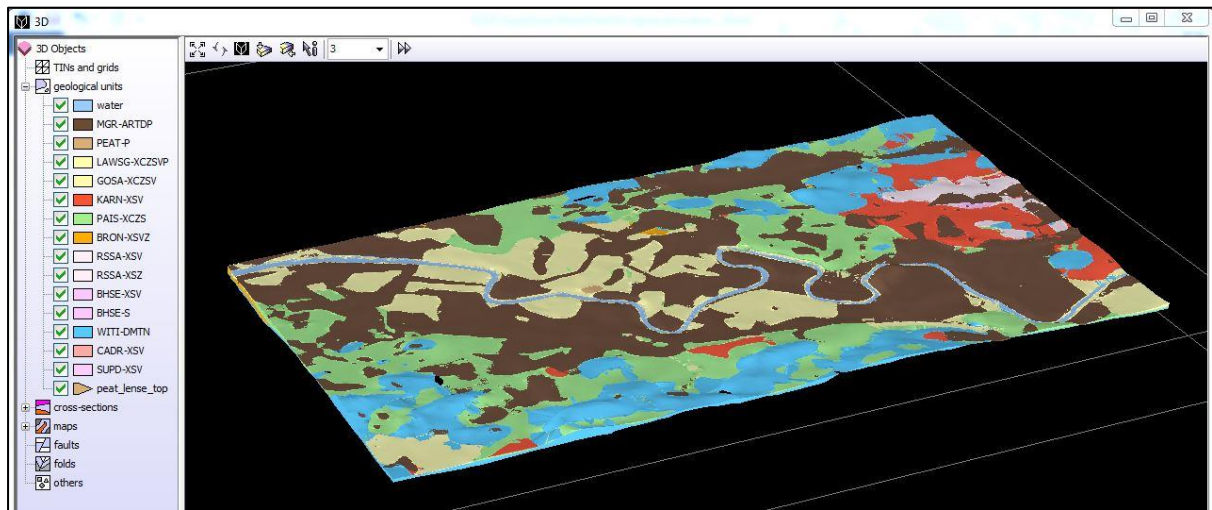 3D
3D Objects
TINs and grids
geological units
water
MGR-ARTDP
PEAT-P
LAWSG-XCZSVP
GOSA-XCZSV
KARN-XSV
PAIS-XCZS
BRON-XSVZ
RSSA-XSV
RSSA-XSZ
BHSE-XSV
BHSE-S
WITI-DMTN
CADR-XSV
SUPD-XSV
peat_lense_top
cross-sections
maps
faults
folds
others
3